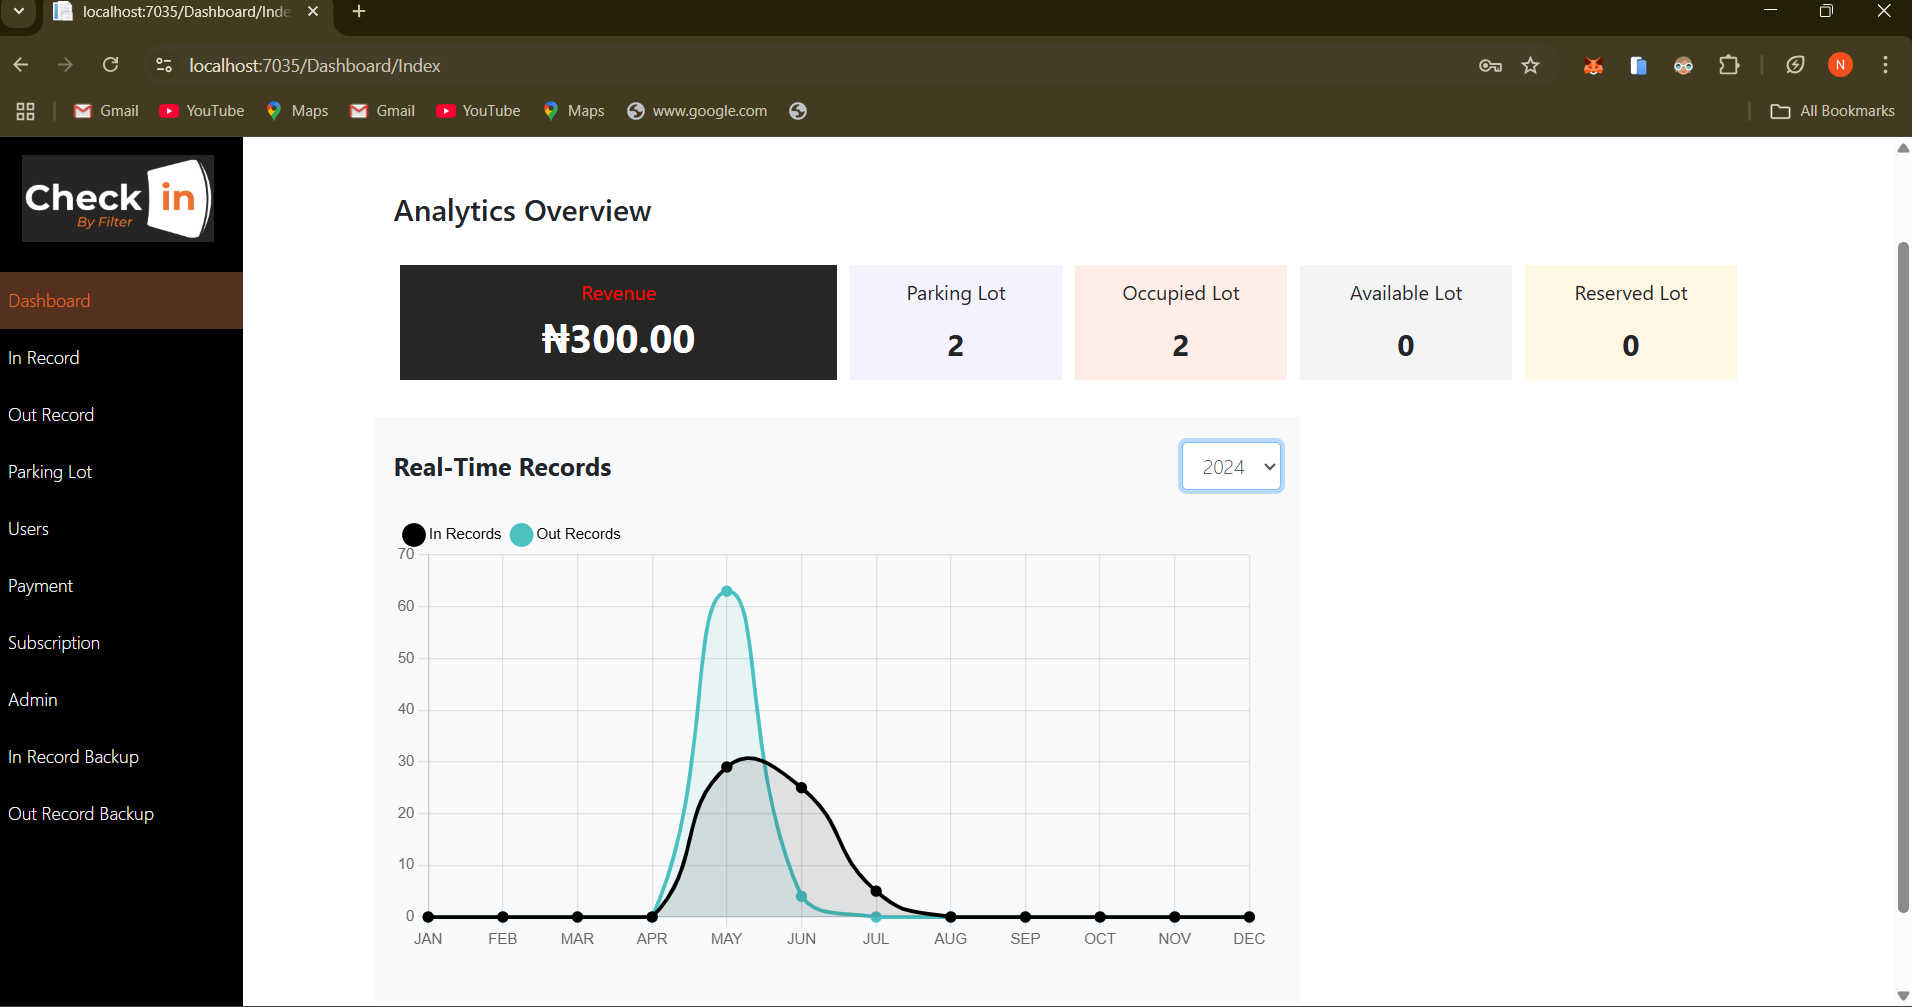 localhost:7035/Dashboard/Inde
localhost:7035/Dashboard/Index
N
Gmail YouTube Maps Gmail YouTube Maps www.google.com All Bookmarks
Check in
By Filter
Dashboard
In Record
Out Record
Parking Lot
Users
Payment
Subscription
Admin
In Record Backup
Out Record Backup
Analytics Overview
Revenue
₦300.00
Parking Lot
2
Occupied Lot
2
Available Lot
0
Reserved Lot
0
Real-Time Records
2024
In Records Out Records
70
60
50
40
30
20
10
0
JAN FEB MAR APR MAY JUN JUL AUG SEP OCT NOV DEC